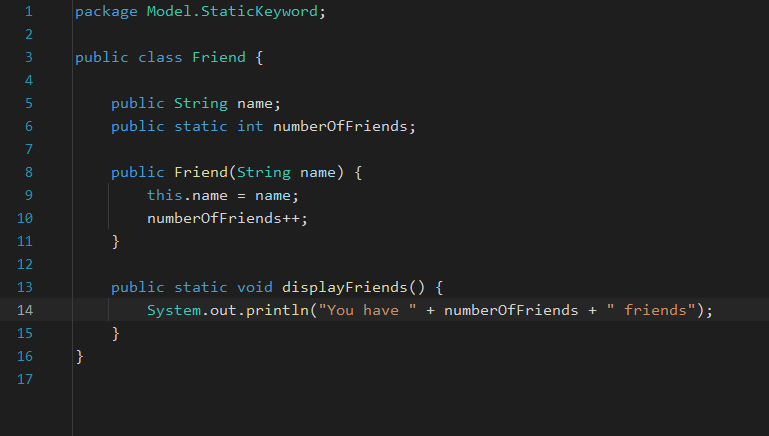 1 package Model.StaticKeyword;
2
3 public class Friend {
4
5     public String name;
6     public static int numberOfFriends;
7
8     public Friend(String name) {
9         this.name = name;
10         numberOfFriends++;
11     }
12
13     public static void displayFriends() {
14         System.out.println("You have " + numberOfFriends + " friends");
15     }
16 }
17